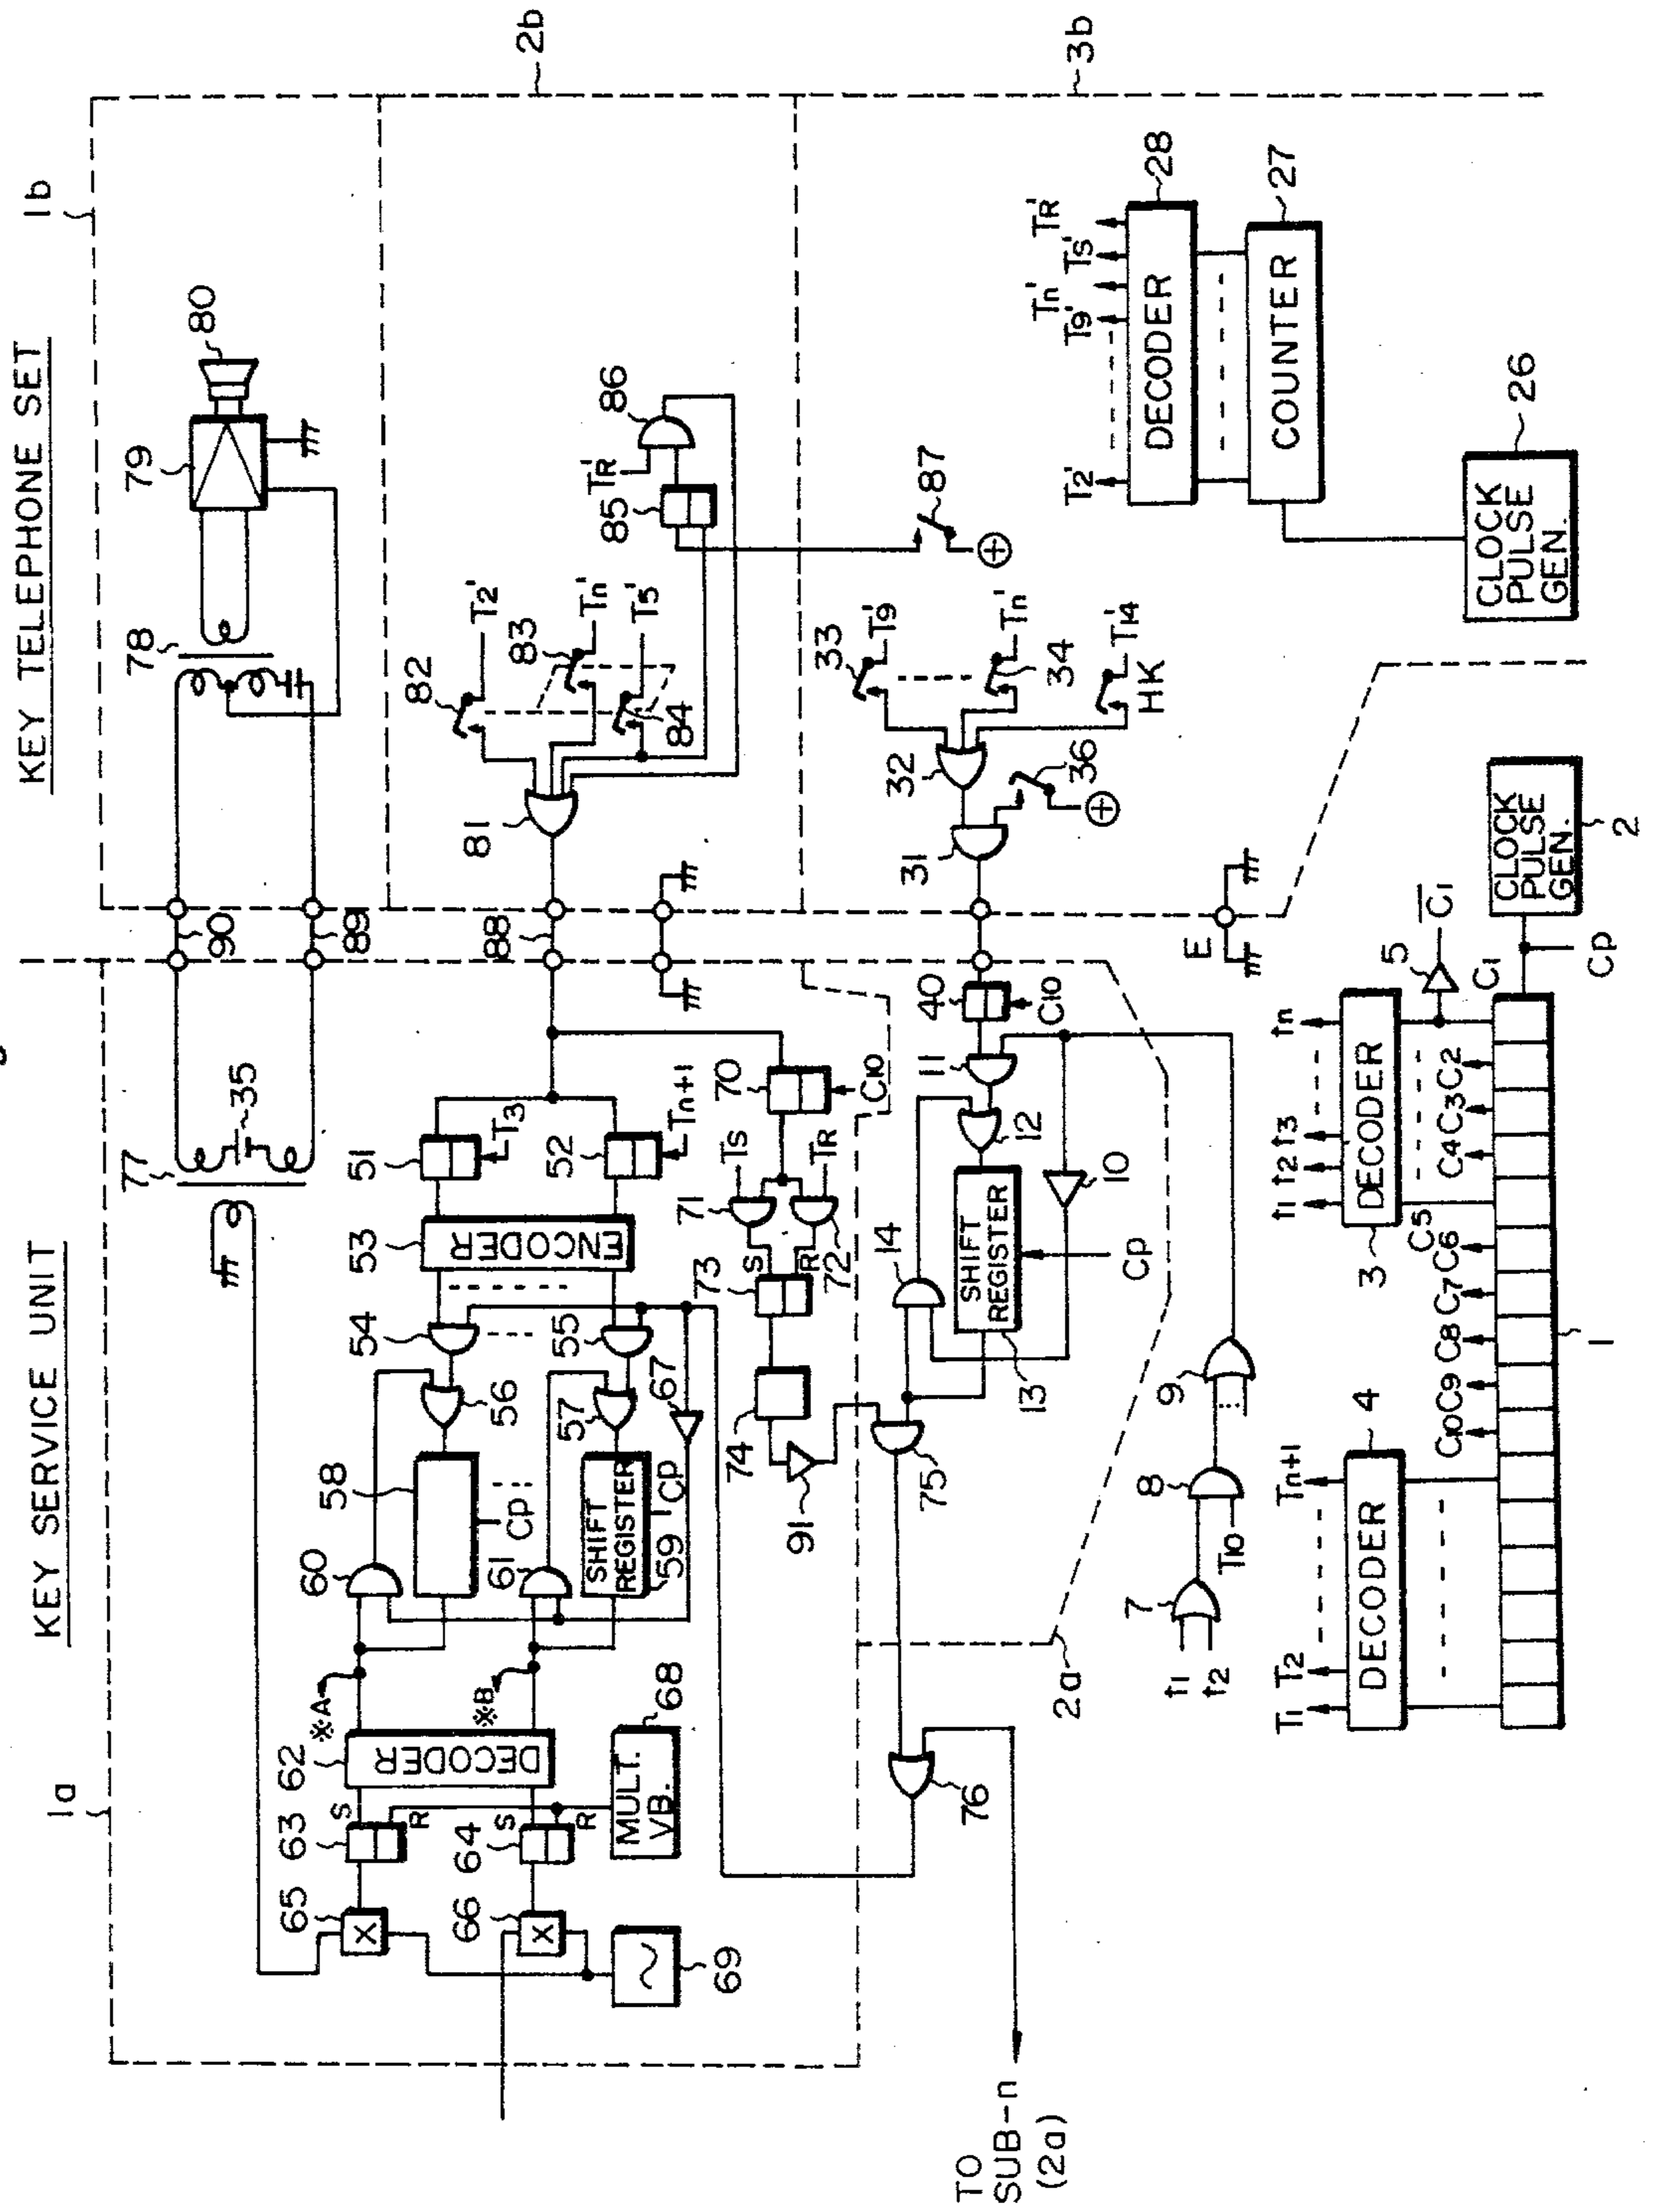 KEY TELEPHONE SET
1b
2b
3b
78
79
80
90
89
82
T2'
83
Tn'
T5'
84
81
85
TR'
86
87
88
33
T9'
Tn'
34
T14'
HK
32
36
31
E
T2'
T9'
Tn'
TS'
TR'
DECODER
28
COUNTER
27
CLOCK
PULSE
GEN.
26
KEY SERVICE UNIT
1a
77
35
51
T3
52
Tn+1
53
ENCODER
54
55
56
57
58
Cp
SHIFT
REGISTER
Cp
59
60
61
67
※A
※B
62
DECODER
S
63
R
S
64
R
65
X
66
X
MULT.
VB.
68
69
70
C10
TS
71
TR
72
S
73
R
74
91
75
76
40
C10
11
12
10
14
SHIFT
REGISTER
13
Cp
2a
TO
SUB-n
(2a)
t1
t2
7
T10
8
9
T1
T2
Tn+1
DECODER
4
t1
t2
t3
tn
DECODER
3
5
C1
C1
C2
C3
C4
C5
C6
C7
C8
C9
C10
1
CLOCK
PULSE
GEN.
2
Cp